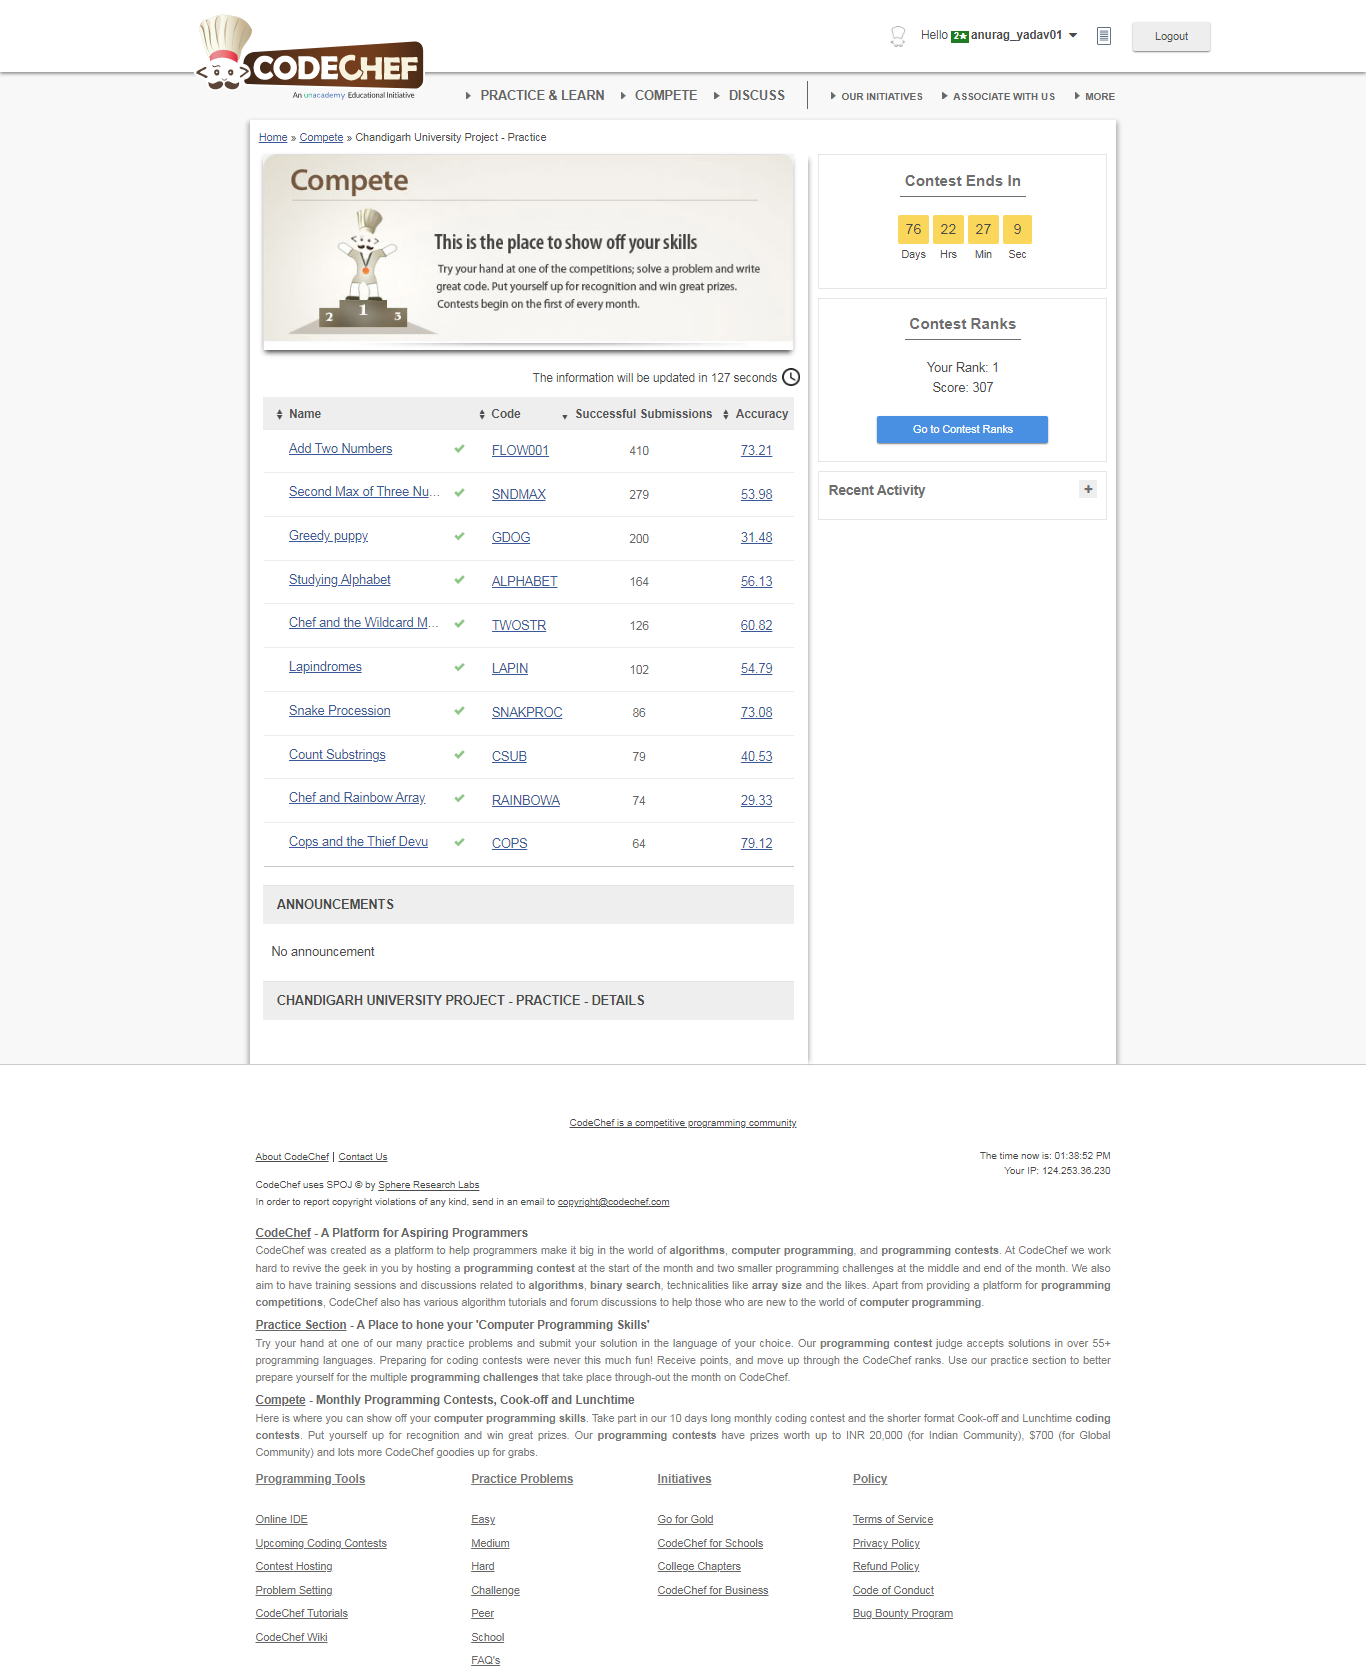 Hello 2★ anurag_yadav01
Logout
CODECHEF
An unacademy Educational Initiative
PRACTICE & LEARN COMPETE DISCUSS OUR INITIATIVES ASSOCIATE WITH US MORE
Home » Compete » Chandigarh University Project - Practice
Compete
This is the place to show off your skills
Try your hand at one of the competitions; solve a problem and write
great code. Put yourself up for recognition and win great prizes.
Contests begin on the first of every month.
2 1 3
The information will be updated in 127 seconds
Name Code Successful Submissions Accuracy
Add Two Numbers FLOW001 410 73.21
Second Max of Three Nu... SNDMAX 279 53.98
Greedy puppy GDOG 200 31.48
Studying Alphabet ALPHABET 164 56.13
Chef and the Wildcard M... TWOSTR 126 60.82
Lapindromes LAPIN 102 54.79
Snake Procession SNAKPROC 86 73.08
Count Substrings CSUB 79 40.53
Chef and Rainbow Array RAINBOWA 74 29.33
Cops and the Thief Devu COPS 64 79.12
ANNOUNCEMENTS
No announcement
CHANDIGARH UNIVERSITY PROJECT - PRACTICE - DETAILS
Contest Ends In
76 22 27 9
Days Hrs Min Sec
Contest Ranks
Your Rank: 1
Score: 307
Go to Contest Ranks
Recent Activity +
CodeChef is a competitive programming community
About CodeChef | Contact Us
The time now is: 01:38:52 PM
Your IP: 124.253.36.230
CodeChef uses SPOJ © by Sphere Research Labs
In order to report copyright violations of any kind, send in an email to copyright@codechef.com
CodeChef - A Platform for Aspiring Programmers
CodeChef was created as a platform to help programmers make it big in the world of algorithms, computer programming, and programming contests. At CodeChef we work
hard to revive the geek in you by hosting a programming contest at the start of the month and two smaller programming challenges at the middle and end of the month. We also
aim to have training sessions and discussions related to algorithms, binary search, technicalities like array size and the likes. Apart from providing a platform for programming
competitions, CodeChef also has various algorithm tutorials and forum discussions to help those who are new to the world of computer programming.
Practice Section - A Place to hone your 'Computer Programming Skills'
Try your hand at one of our many practice problems and submit your solution in the language of your choice. Our programming contest judge accepts solutions in over 55+
programming languages. Preparing for coding contests were never this much fun! Receive points, and move up through the CodeChef ranks. Use our practice section to better
prepare yourself for the multiple programming challenges that take place through-out the month on CodeChef.
Compete - Monthly Programming Contests, Cook-off and Lunchtime
Here is where you can show off your computer programming skills. Take part in our 10 days long monthly coding contest and the shorter format Cook-off and Lunchtime coding
contests. Put yourself up for recognition and win great prizes. Our programming contests have prizes worth up to INR 20,000 (for Indian Community), $700 (for Global
Community) and lots more CodeChef goodies up for grabs.
Programming Tools
Online IDE
Upcoming Coding Contests
Contest Hosting
Problem Setting
CodeChef Tutorials
CodeChef Wiki
Practice Problems
Easy
Medium
Hard
Challenge
Peer
School
FAQ's
Initiatives
Go for Gold
CodeChef for Schools
College Chapters
CodeChef for Business
Policy
Terms of Service
Privacy Policy
Refund Policy
Code of Conduct
Bug Bounty Program